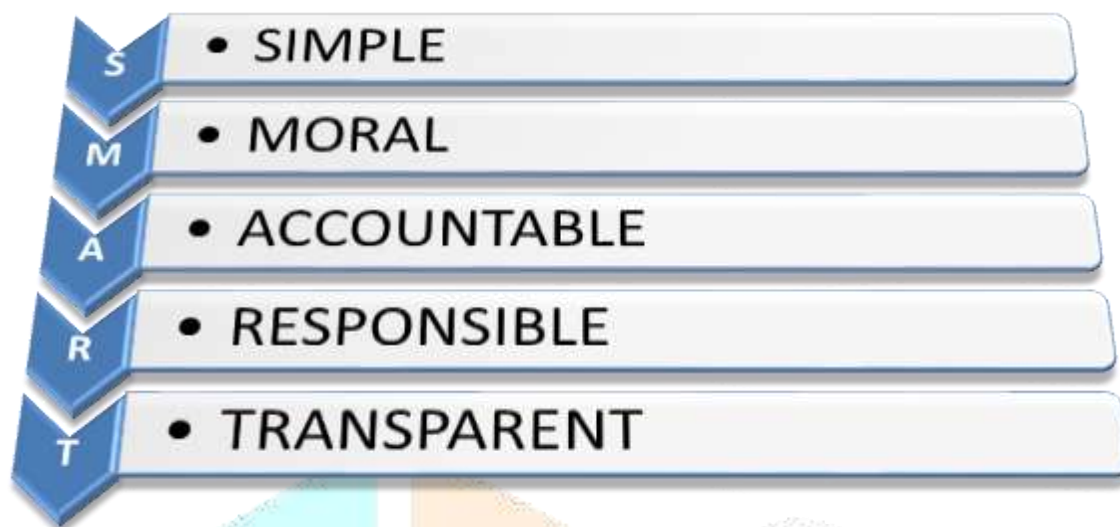 S • SIMPLE
M • MORAL
A • ACCOUNTABLE
R • RESPONSIBLE
T • TRANSPARENT